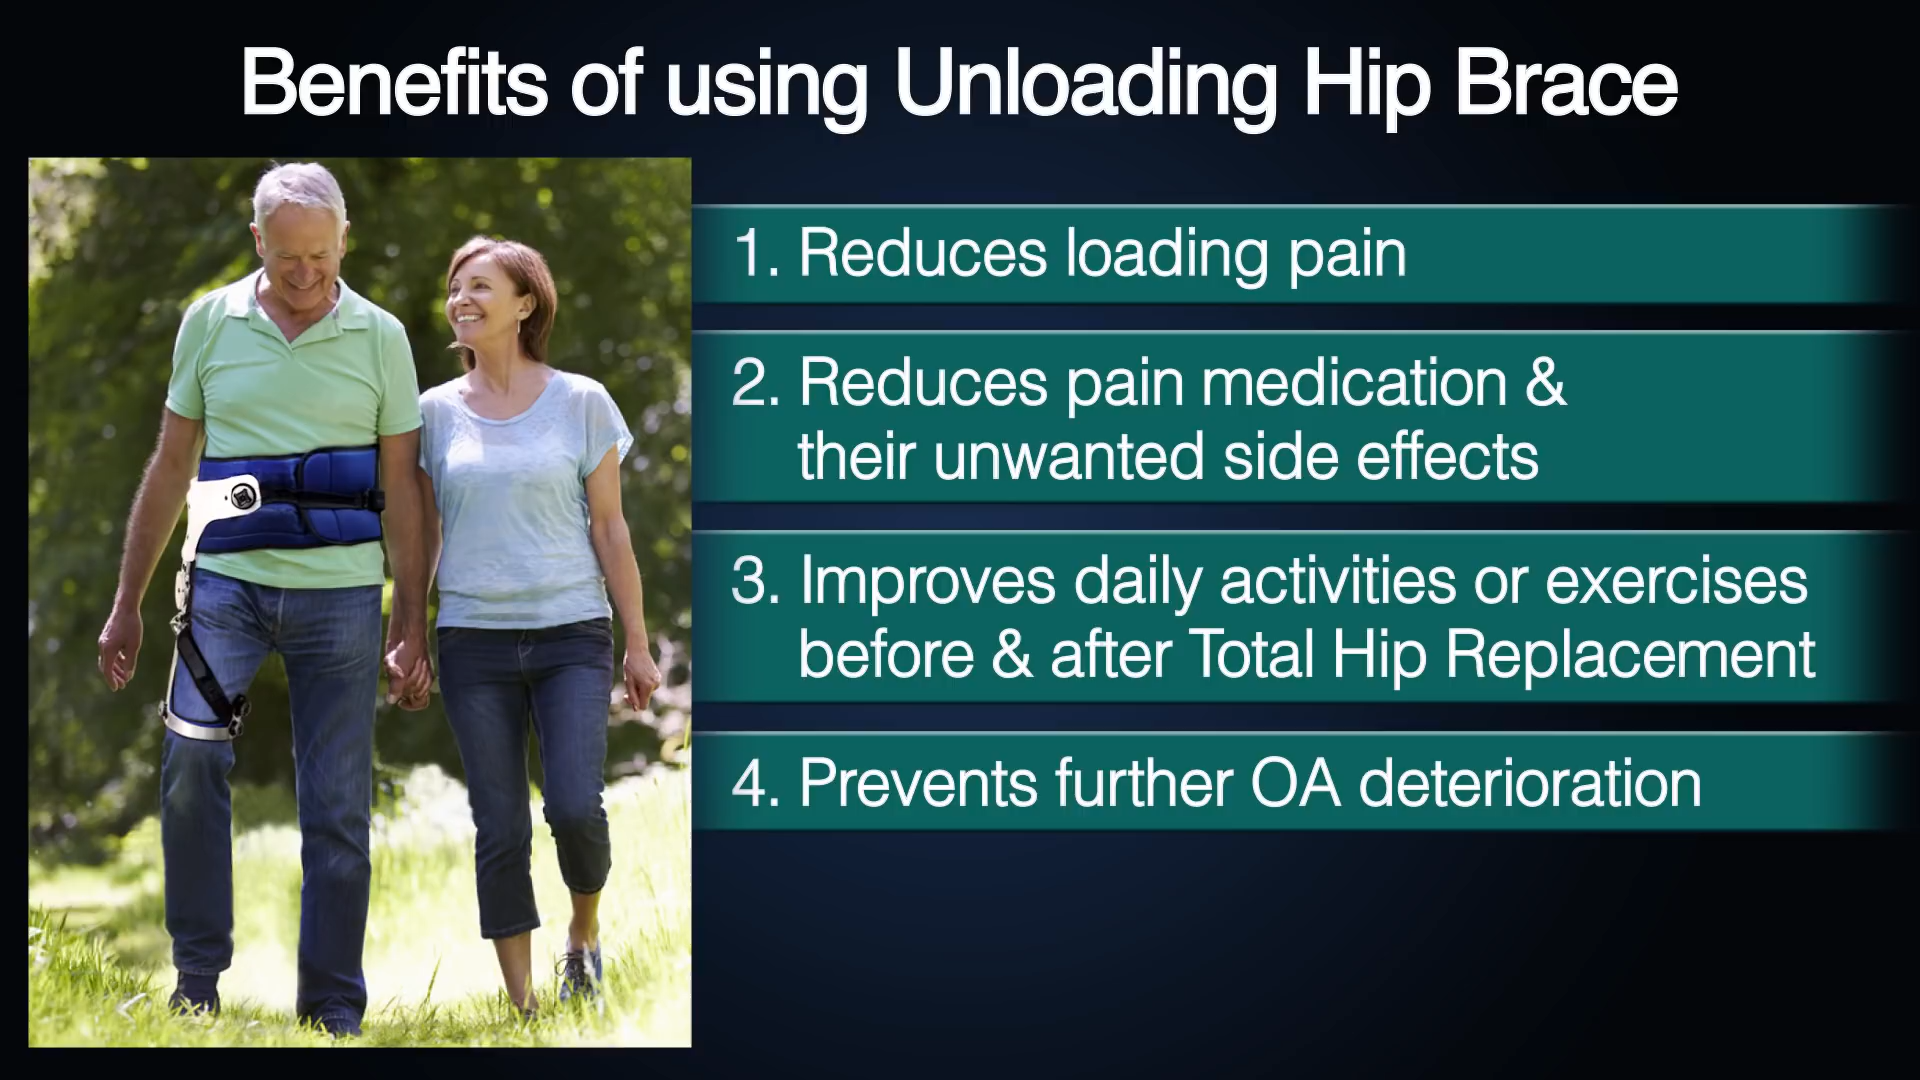 Benefits of using Unloading Hip Brace
1. Reduces loading pain
2. Reduces pain medication &
their unwanted side effects
3. Improves daily activities or exercises
before & after Total Hip Replacement
4. Prevents further OA deterioration